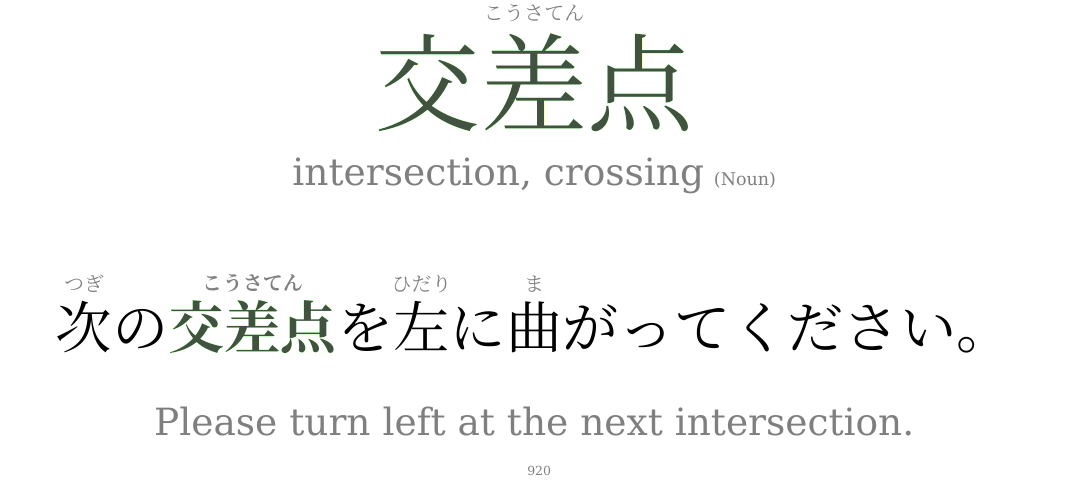 こうさてん
交差点
intersection, crossing (Noun)
つぎ こうさてん ひだり ま
次の交差点を左に曲がってください。
Please turn left at the next intersection.
920